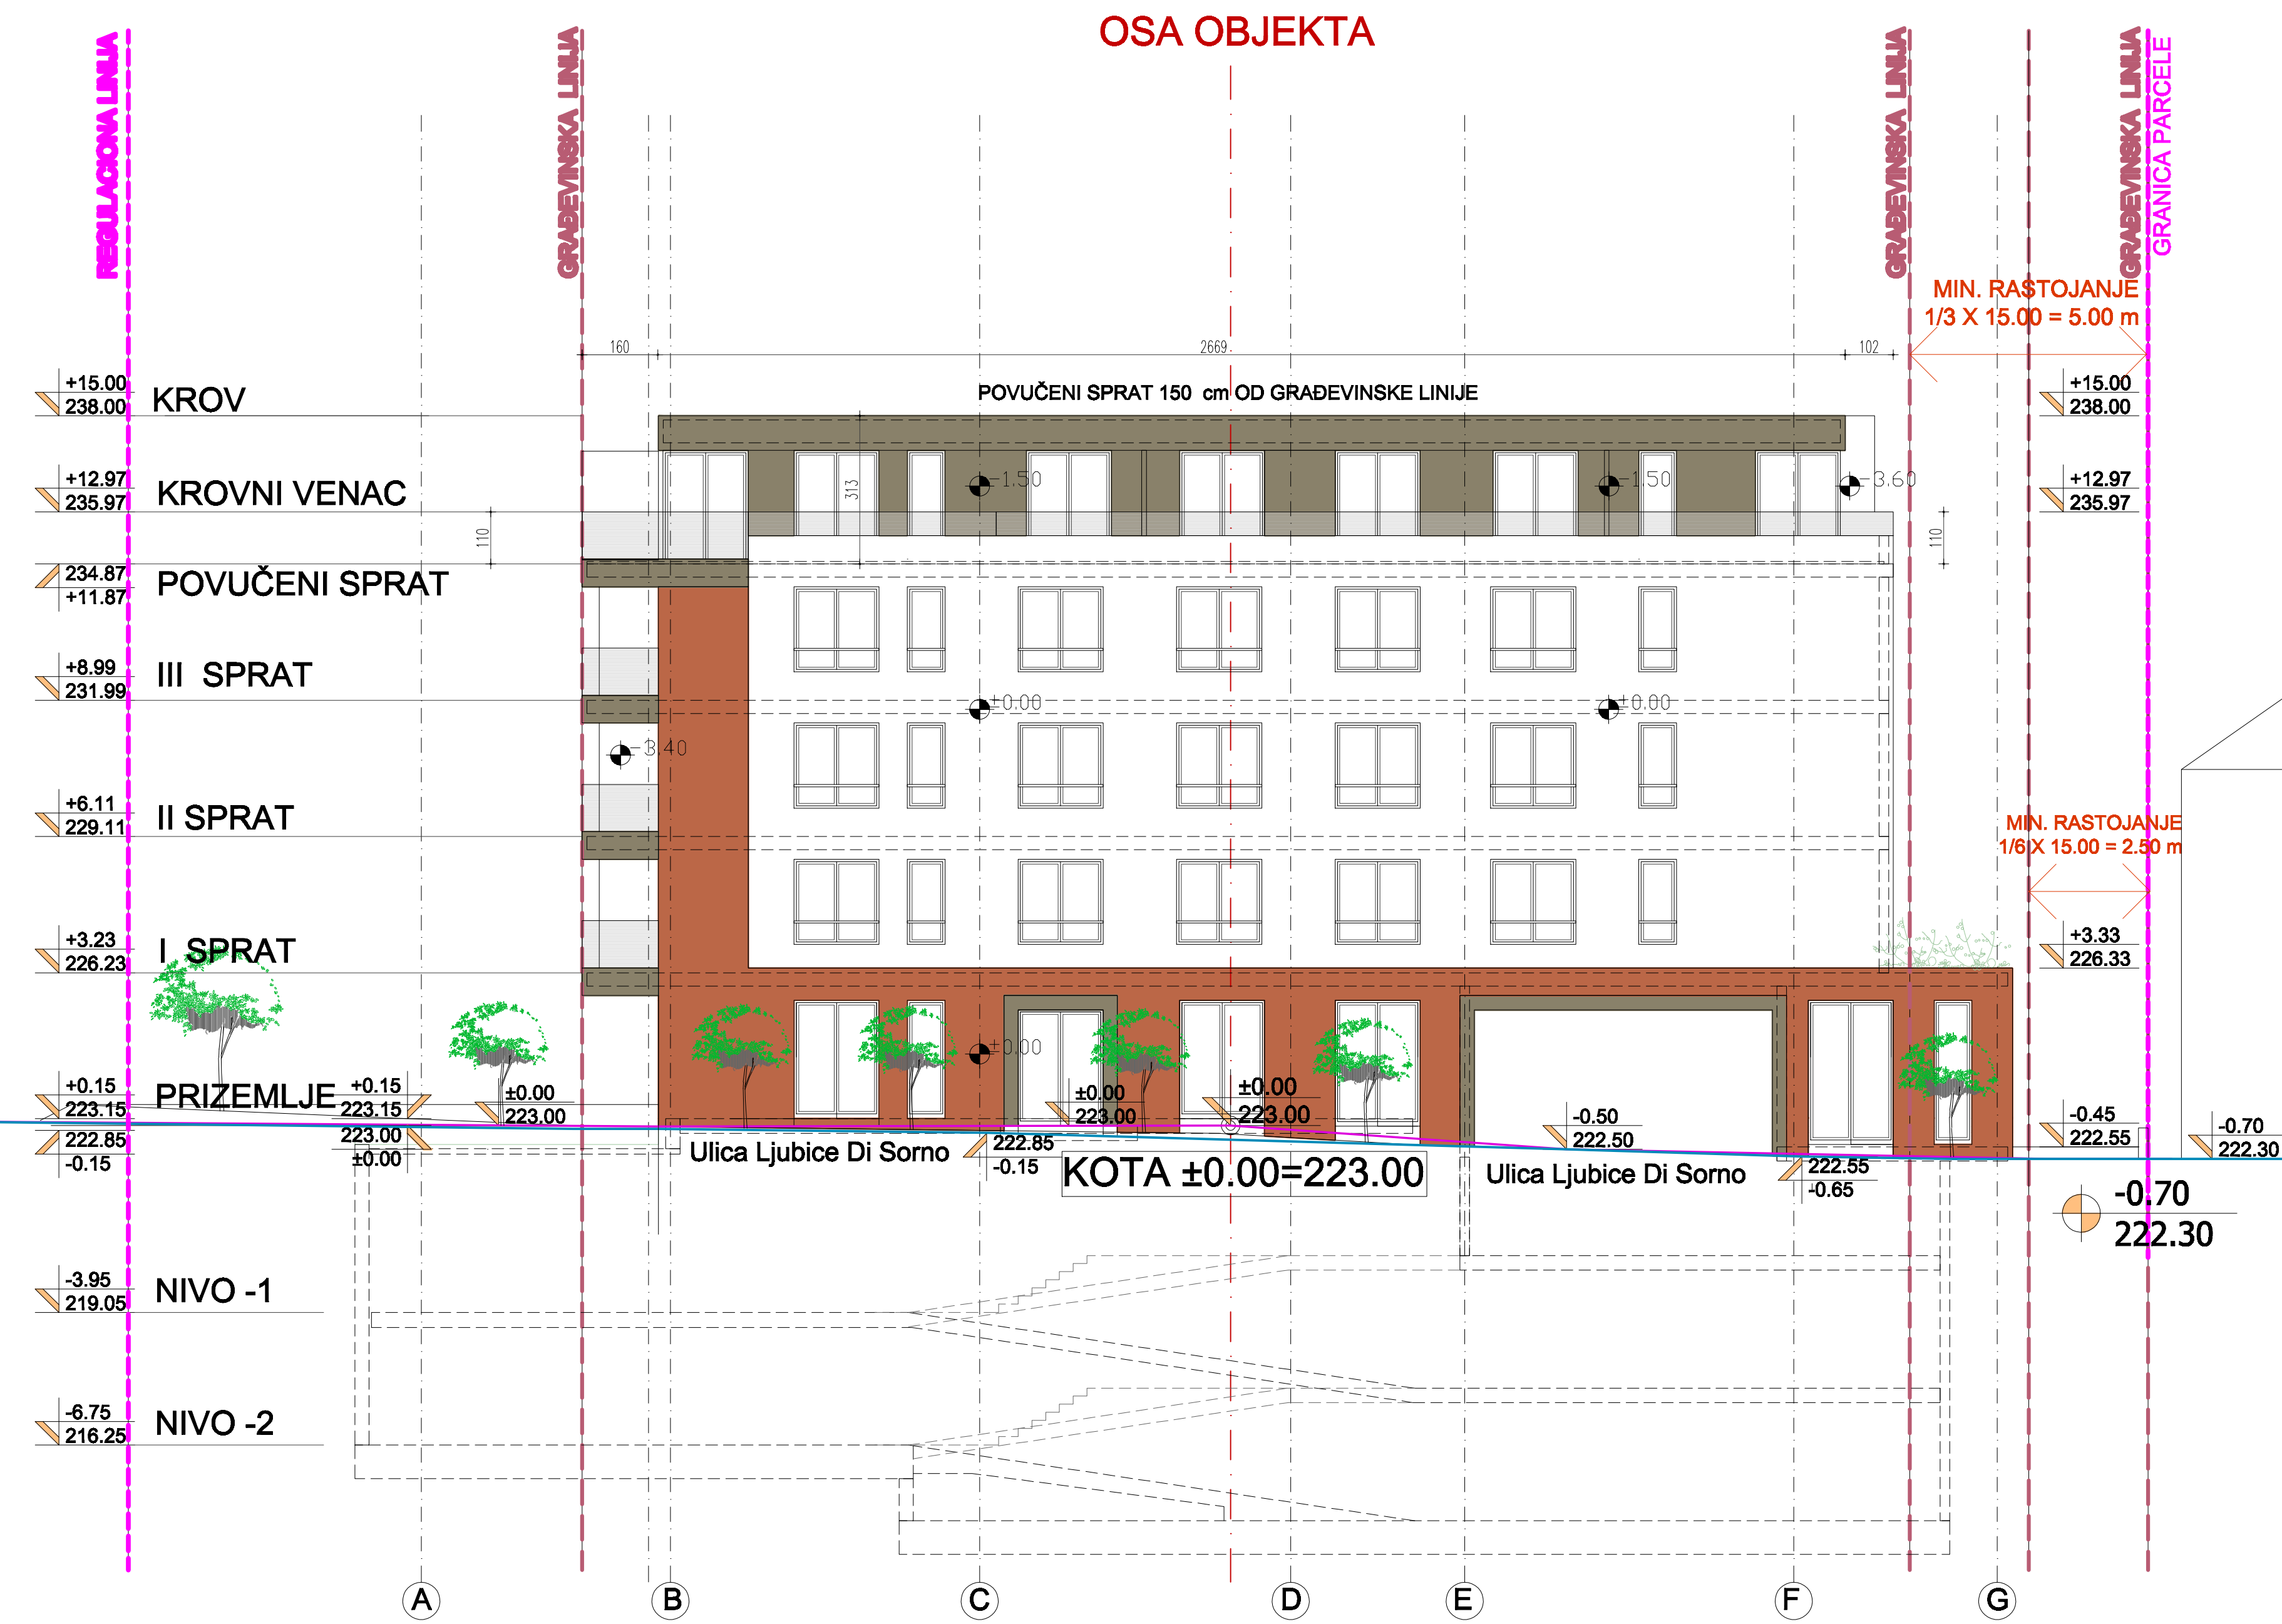 OSA OBJEKTA
REGULACIONA LINIJA
GRAĐEVINSKA LINIJA
GRAĐEVINSKA LINIJA
GRAĐEVINSKA LINIJA
GRANICA PARCELE
MIN. RASTOJANJE
1/3 X 15.00 = 5.00 m
160
2669
102
POVUČENI SPRAT 150 cm OD GRAĐEVINSKE LINIJE
+15.00
238.00
KROV
+15.00
238.00
+12.97
235.97
KROVNI VENAC
313
-1.50
-1.50
-3.60
+12.97
235.97
110
110
234.87
+11.87
POVUČENI SPRAT
+8.99
231.99
III SPRAT
±0.00
±0.00
-3.40
+6.11
229.11
II SPRAT
MIN. RASTOJANJE
1/6 X 15.00 = 2.50 m
+3.23
226.23
I SPRAT
+3.33
226.33
±0.00
+0.15
223.15
PRIZEMLJE
+0.15
223.15
±0.00
223.00
±0.00
223.00
±0.00
223.00
-0.50
222.50
-0.45
222.55
-0.70
222.30
222.85
-0.15
223.00
±0.00
Ulica Ljubice Di Sorno
222.85
-0.15
KOTA ±0.00=223.00
Ulica Ljubice Di Sorno
222.55
-0.65
-0.70
222.30
-3.95
219.05
NIVO -1
-6.75
216.25
NIVO -2
A
B
C
D
E
F
G